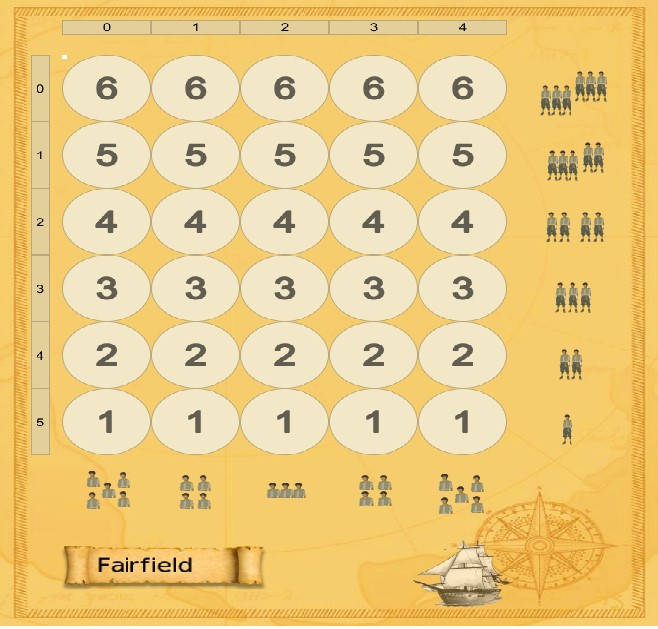 0 1 2 3 4
0 6 6 6 6 6
1 5 5 5 5 5
2 4 4 4 4 4
3 3 3 3 3 3
4 2 2 2 2 2
5 1 1 1 1 1
Fairfield